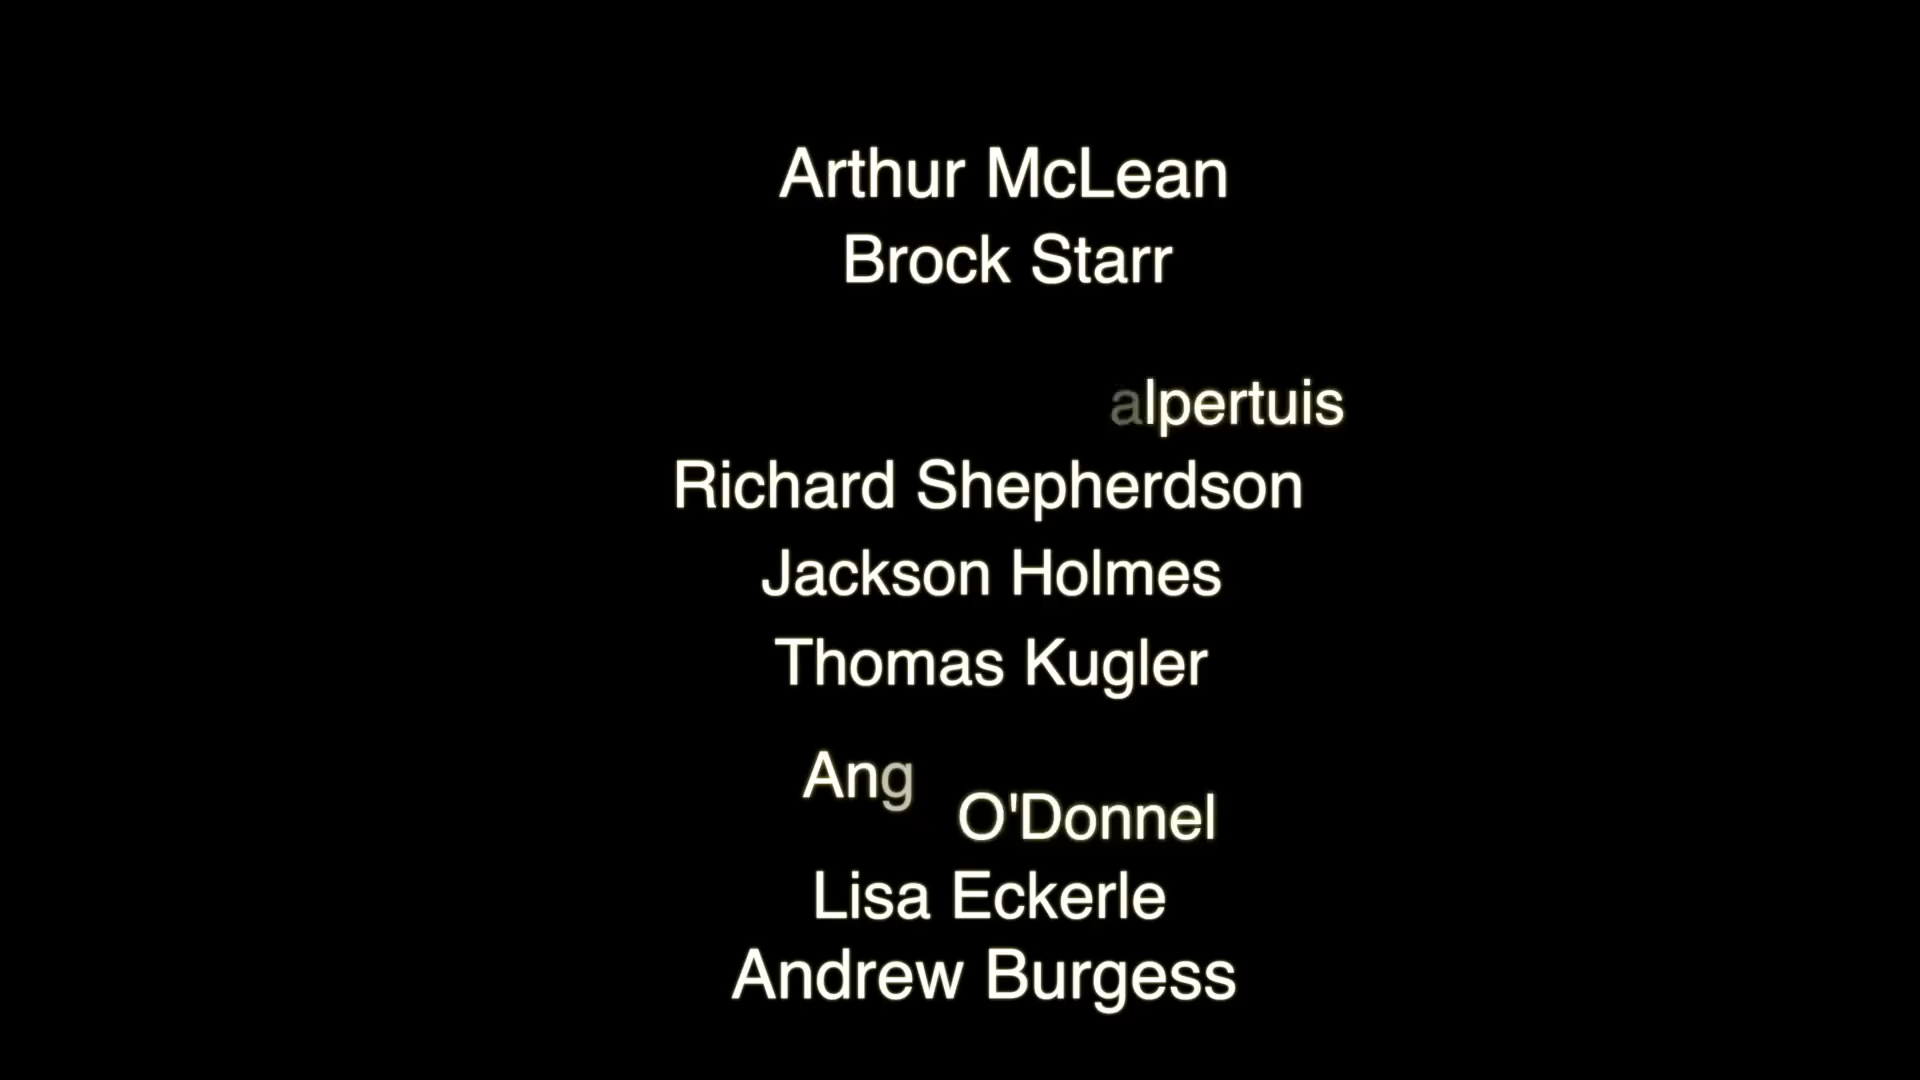 Arthur McLean
Brock Starr
alpertuis
Richard Shepherdson
Jackson Holmes
Thomas Kugler
Ang
O'Donnel
Lisa Eckerle
Andrew Burgess